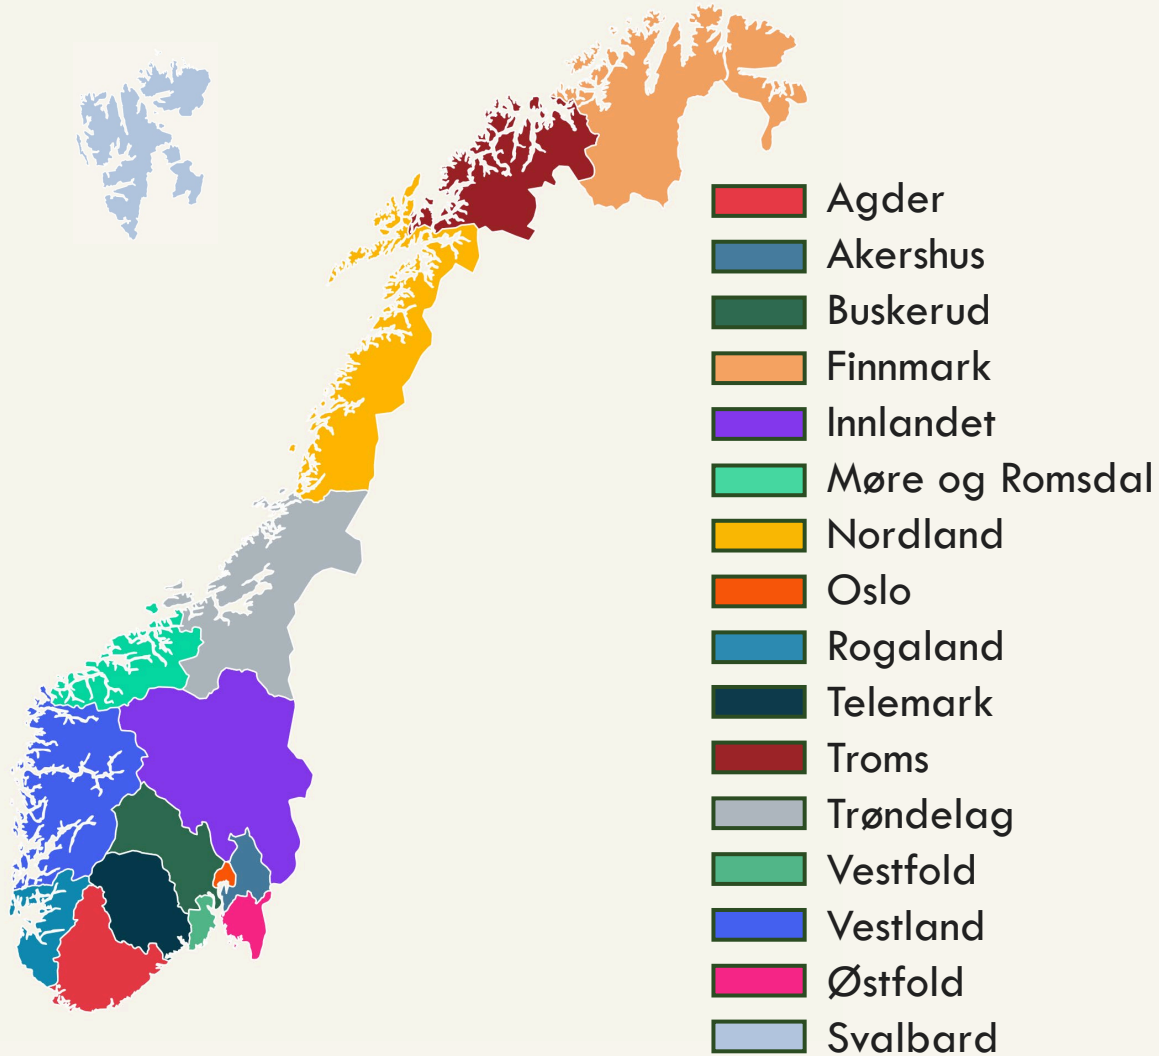 Agder
Akershus
Buskerud
Finnmark
Innlandet
Møre og Romsdal
Nordland
Oslo
Rogaland
Telemark
Troms
Trøndelag
Vestfold
Vestland
Østfold
Svalbard